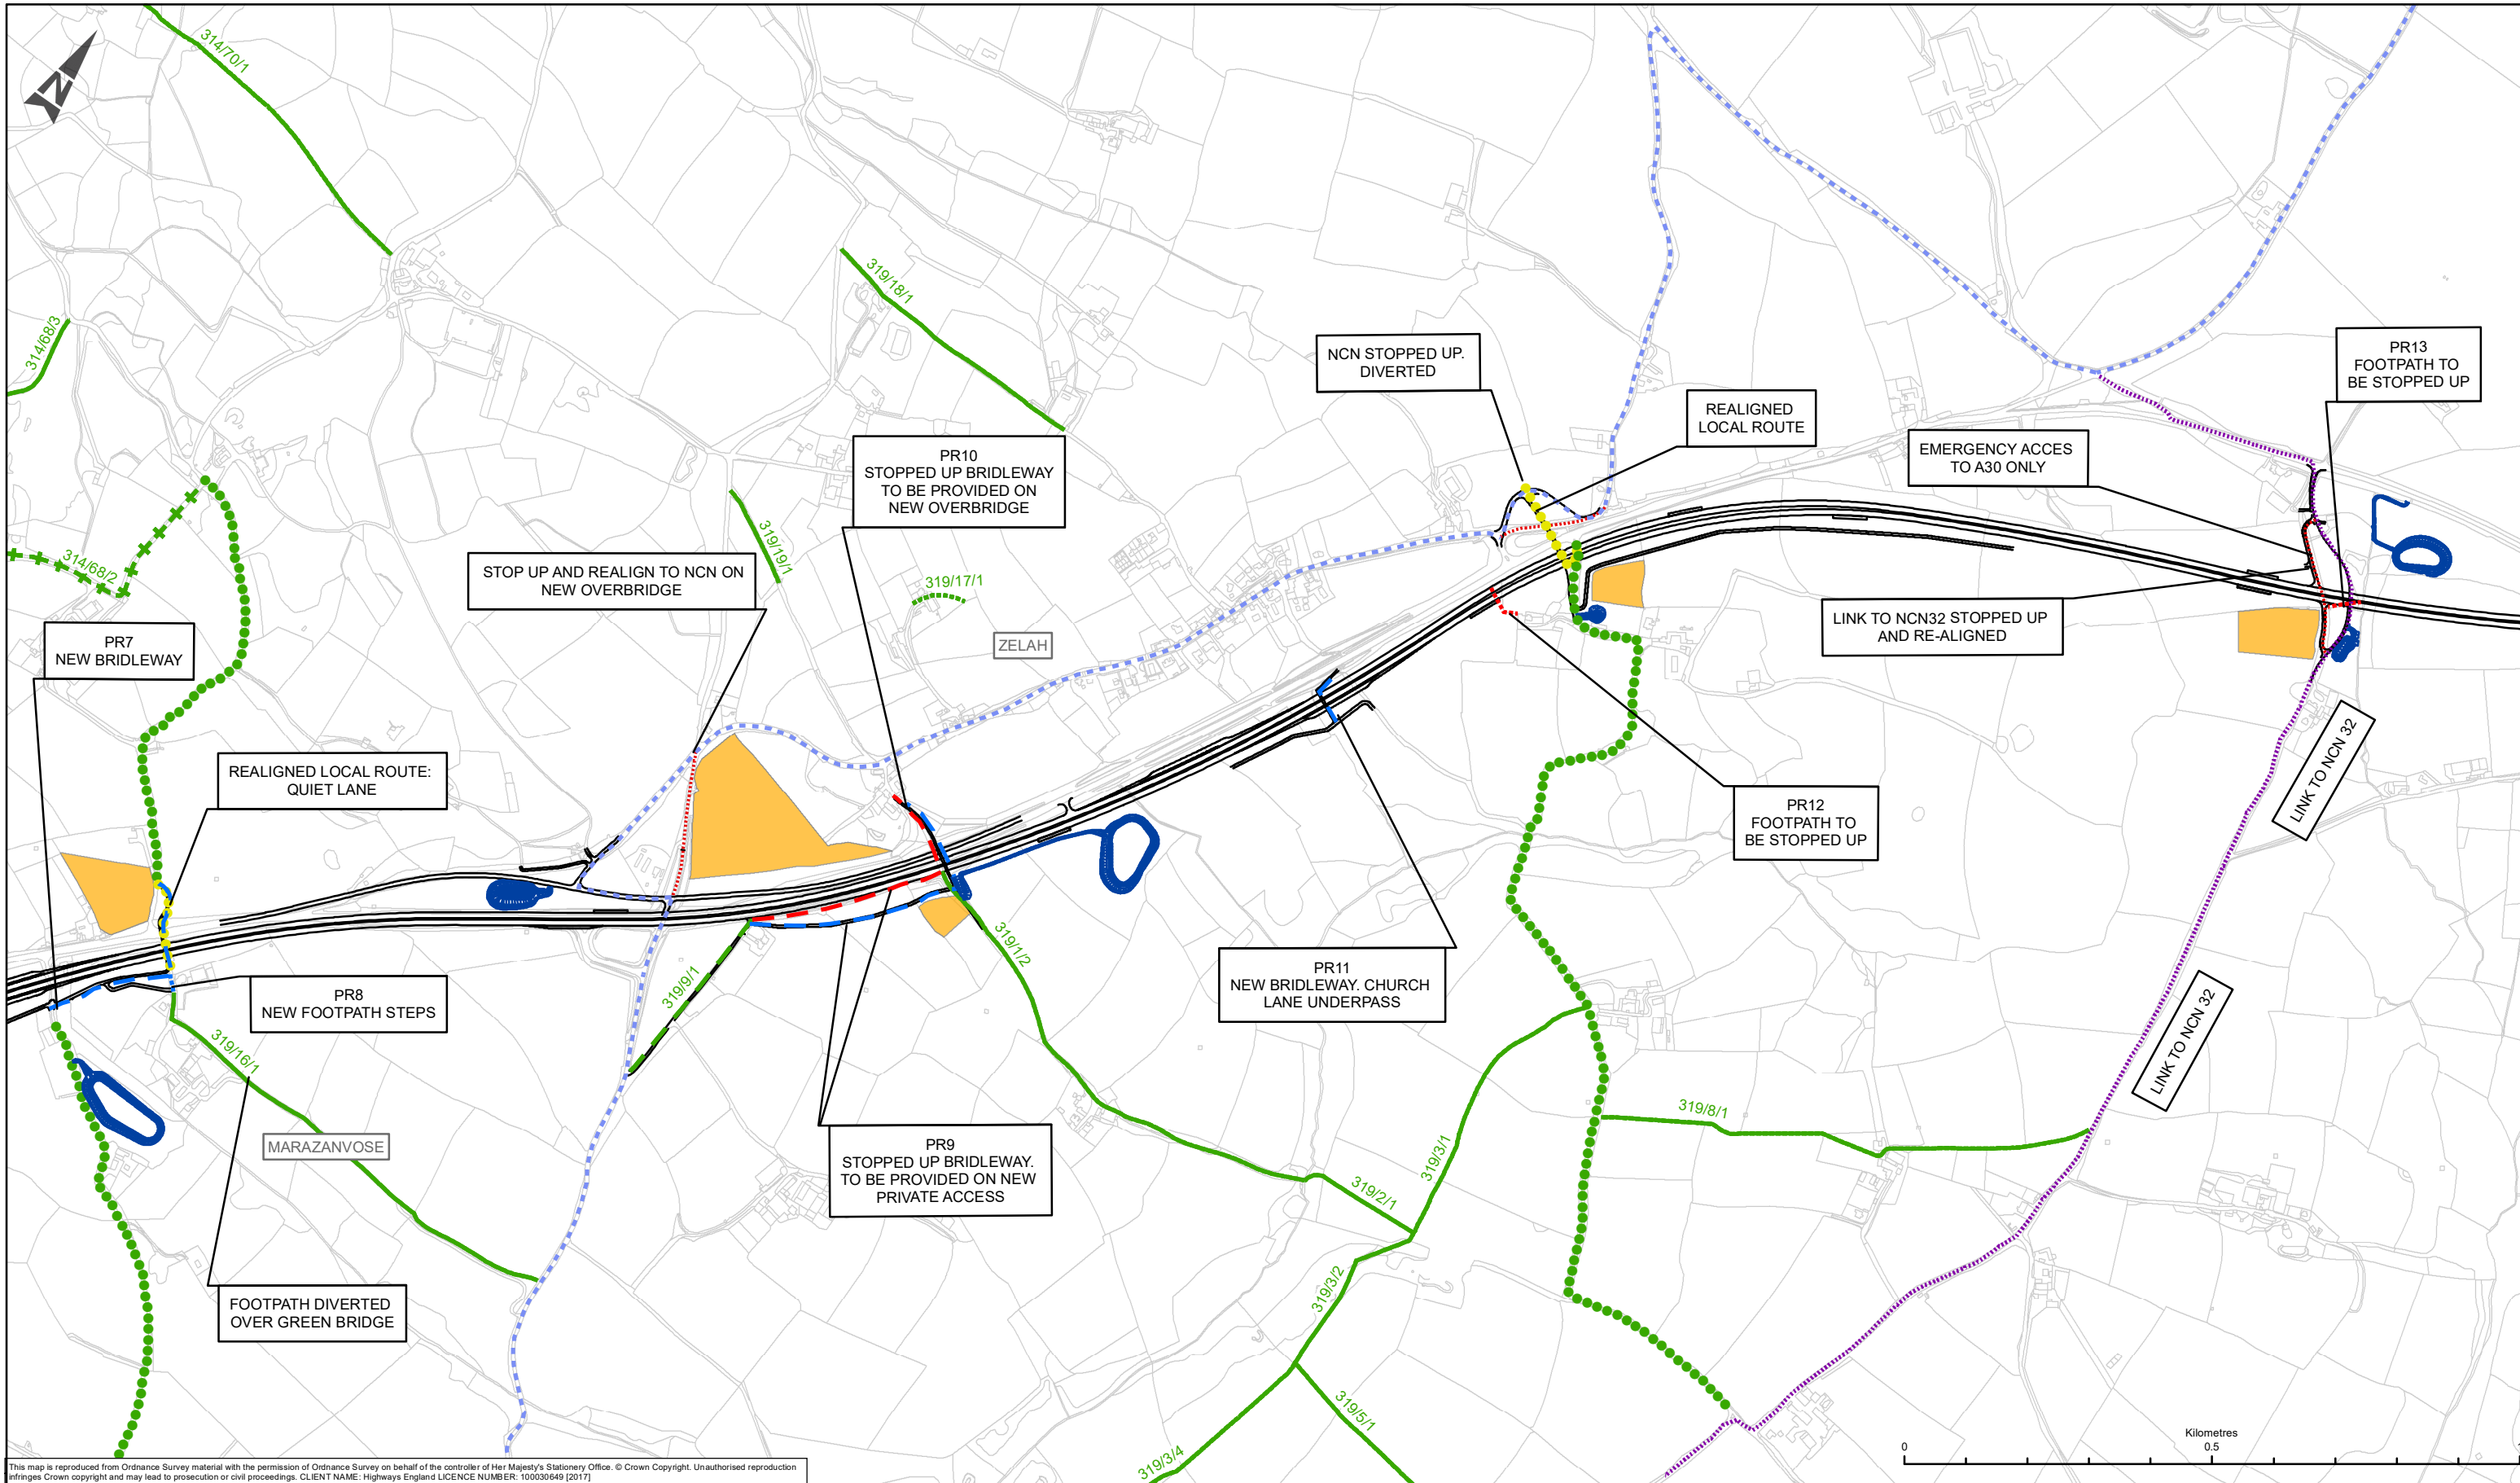 314/70/1
N
319/18/1
314/68/3
NCN STOPPED UP.
DIVERTED
PR13
FOOTPATH TO
BE STOPPED UP
REALIGNED
LOCAL ROUTE
EMERGENCY ACCES
TO A30 ONLY
PR10
STOPPED UP BRIDLEWAY
TO BE PROVIDED ON
NEW OVERBRIDGE
319/19/1
314/68/2
STOP UP AND REALIGN TO NCN ON
NEW OVERBRIDGE
319/17/1
ZELAH
LINK TO NCN32 STOPPED UP
AND RE-ALIGNED
PR7
NEW BRIDLEWAY
REALIGNED LOCAL ROUTE:
QUIET LANE
LINK TO NCN 32
PR12
FOOTPATH TO
BE STOPPED UP
319/1/2
319/9/1
PR8
NEW FOOTPATH STEPS
PR11
NEW BRIDLEWAY. CHURCH
LANE UNDERPASS
LINK TO NCN 32
319/16/1
MARAZANVOSE
PR9
STOPPED UP BRIDLEWAY.
TO BE PROVIDED ON NEW
PRIVATE ACCESS
319/8/1
319/3/1
319/2/1
319/3/2
FOOTPATH DIVERTED
OVER GREEN BRIDGE
319/5/1
319/3/4
Kilometres
0 0.5
This map is reproduced from Ordnance Survey material with the permission of Ordnance Survey on behalf of the controller of Her Majesty's Stationery Office. © Crown Copyright. Unauthorised reproduction
infringes Crown copyright and may lead to prosecution or civil proceedings. CLIENT NAME: Highways England LICENCE NUMBER: 100030649 [2017]